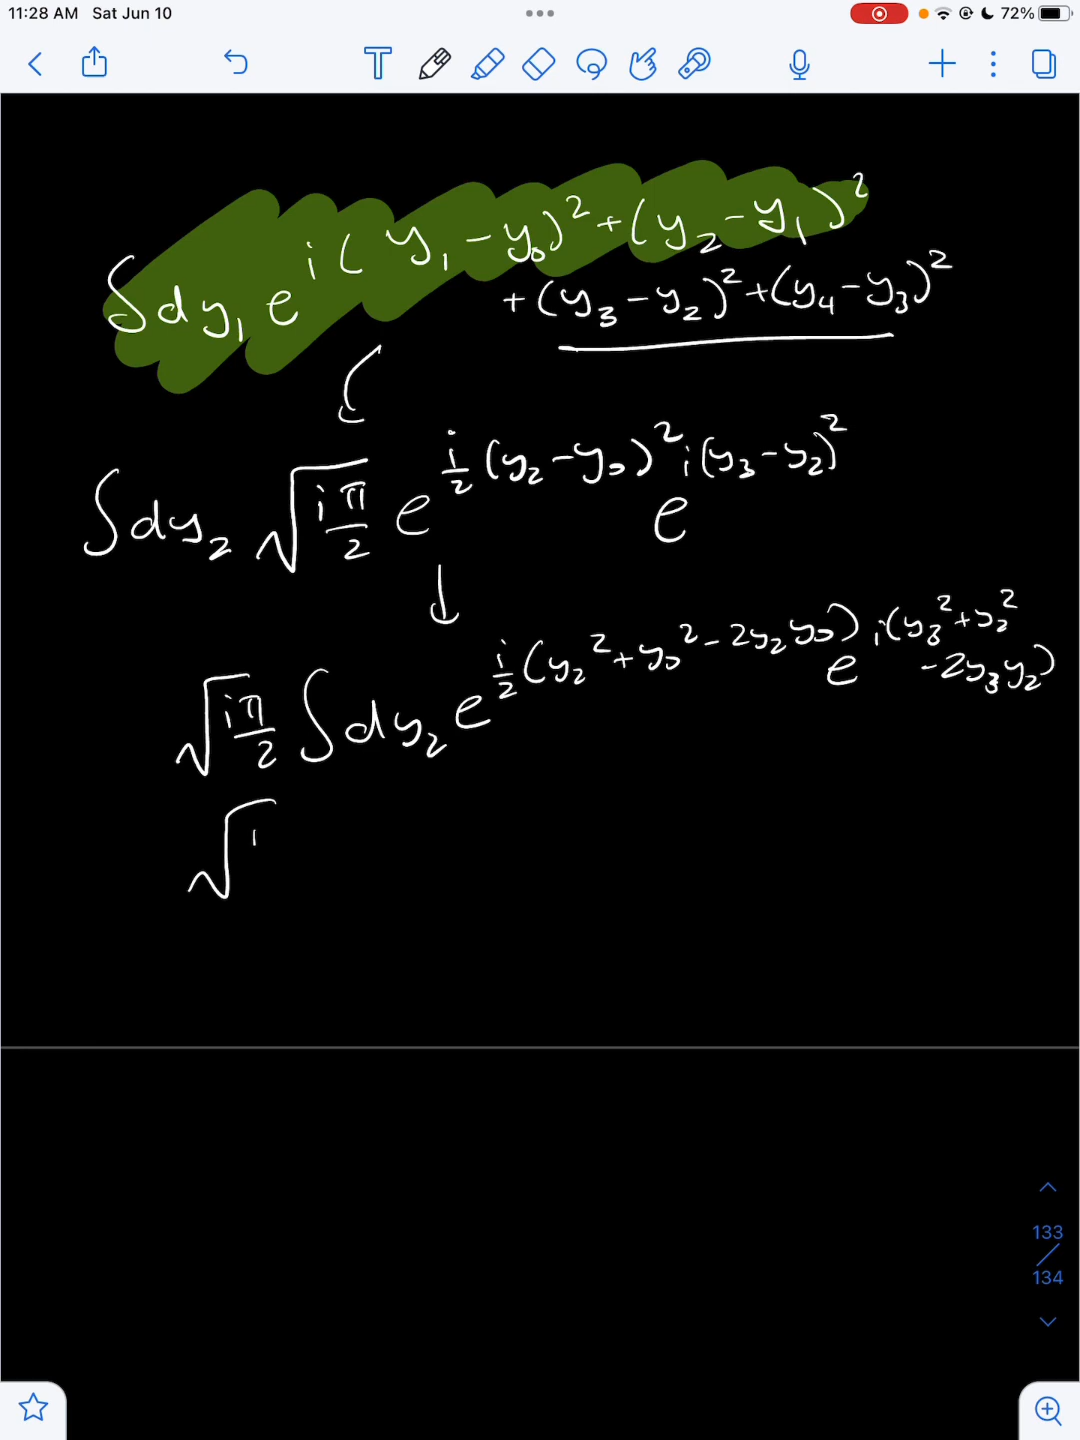 11:28 AM Sat Jun 10 72%
T
∫dy₁ e^{i((y₁-y₀)²+(y₂-y₁)²
+(y₃-y₂)²+(y₄-y₃)²
∫dy₂ √(iπ/2) e^{i/2 (y₂-y₀)²} e^{i(y₃-y₂)²}
√(iπ/2) ∫dy₂ e^{i/2 (y₂²+y₀²-2y₂y₀)} e^{i(y₃²+y₂²
-2y₃y₂)}
√i
133
134